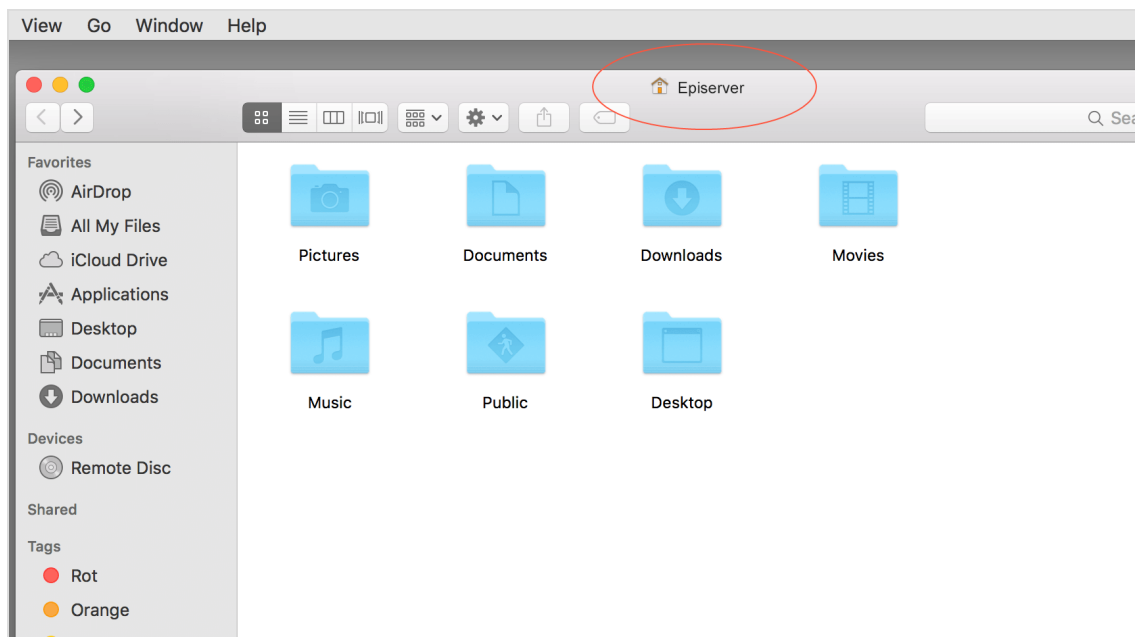 View Go Window Help
Episerver
Sea
Favorites
AirDrop
All My Files
iCloud Drive
Applications
Desktop
Documents
Downloads
Devices
Remote Disc
Shared
Tags
Rot
Orange
Pictures Documents Downloads Movies
Music Public Desktop